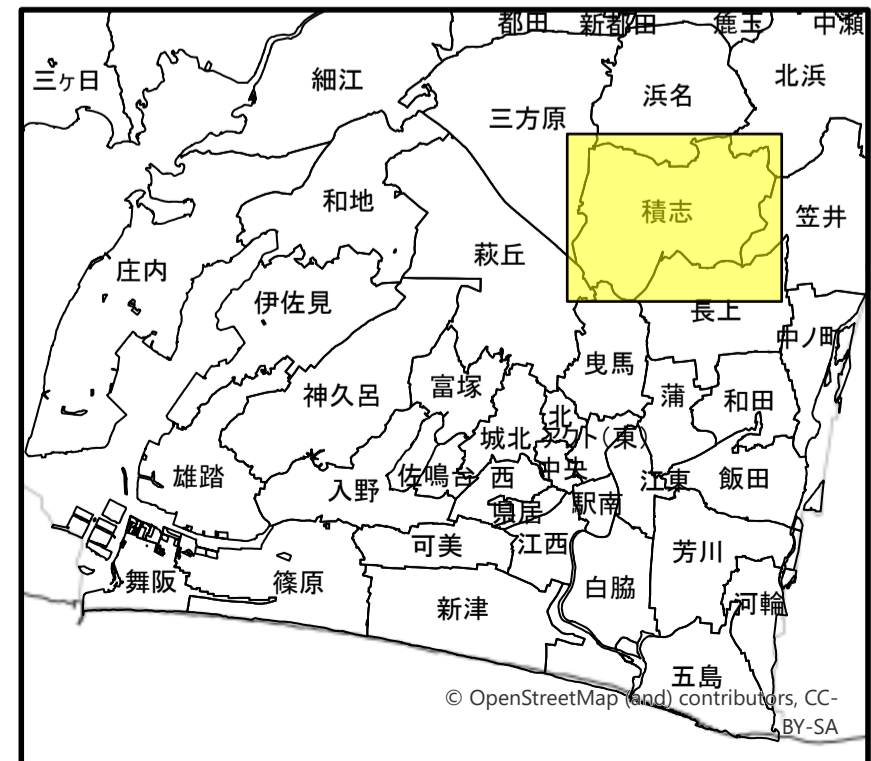 都田
新都田
麁玉
中瀬
三ヶ日
細江
浜名
北浜
三方原
和地
積志
笠井
庄内
萩丘
伊佐見
長上
中ノ町
曳馬
富塚
神久呂
蒲
和田
北
城北
アクト(東)
中央
雄踏
入野
佐鳴台
西
江東
飯田
県居
駅南
可美
江西
芳川
舞阪
篠原
新津
白脇
河輪
五島
© OpenStreetMap (and) contributors, CC-
BY-SA